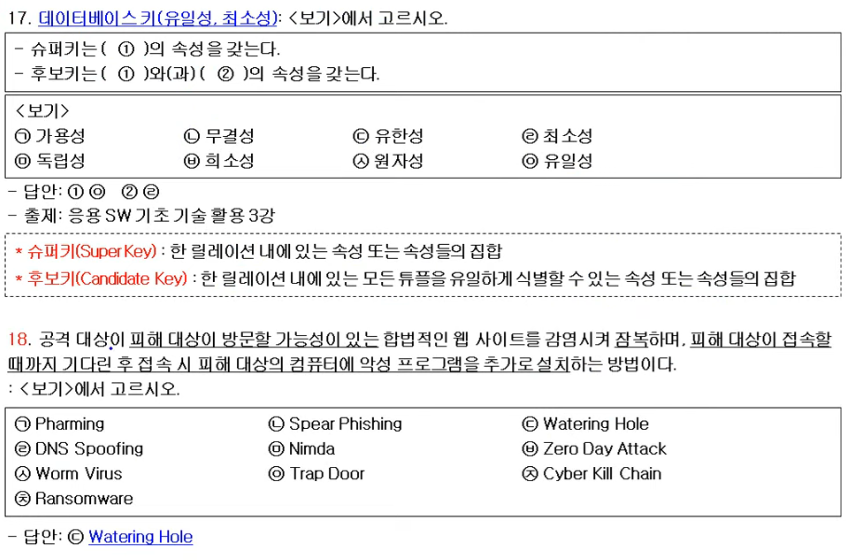 17. 데이터베이스 키(유일성, 최소성): <보기>에서 고르시오.
- 슈퍼키는 ( ① )의 속성을 갖는다.
- 후보키는 ( ① )와(과) ( ② )의 속성을 갖는다.
<보기>
㉠ 가용성 ㉡ 무결성 ㉢ 유한성 ㉣ 최소성
㉤ 독립성 ㉥ 희소성 ㉦ 원자성 ㉧ 유일성
- 답안: ① ㉧ ② ㉣
- 출제: 응용 SW 기초 기술 활용 3강
* 슈퍼키(Super Key) : 한 릴레이션 내에 있는 속성 또는 속성들의 집합
* 후보키(Candidate Key) : 한 릴레이션 내에 있는 모든 튜플을 유일하게 식별할 수 있는 속성 또는 속성들의 집합
18. 공격 대상이 피해 대상이 방문할 가능성이 있는 합법적인 웹 사이트를 감염시켜 잠복하며, 피해 대상이 접속할
때까지 기다린 후 접속 시 피해 대상의 컴퓨터에 악성 프로그램을 추가로 설치하는 방법이다.
: <보기>에서 고르시오.
㉠ Pharming ㉡ Spear Phishing ㉢ Watering Hole
㉣ DNS Spoofing ㉤ Nimda ㉥ Zero Day Attack
㉦ Worm Virus ㉧ Trap Door ㉨ Cyber Kill Chain
㉩ Ransomware
- 답안: ㉢ Watering Hole